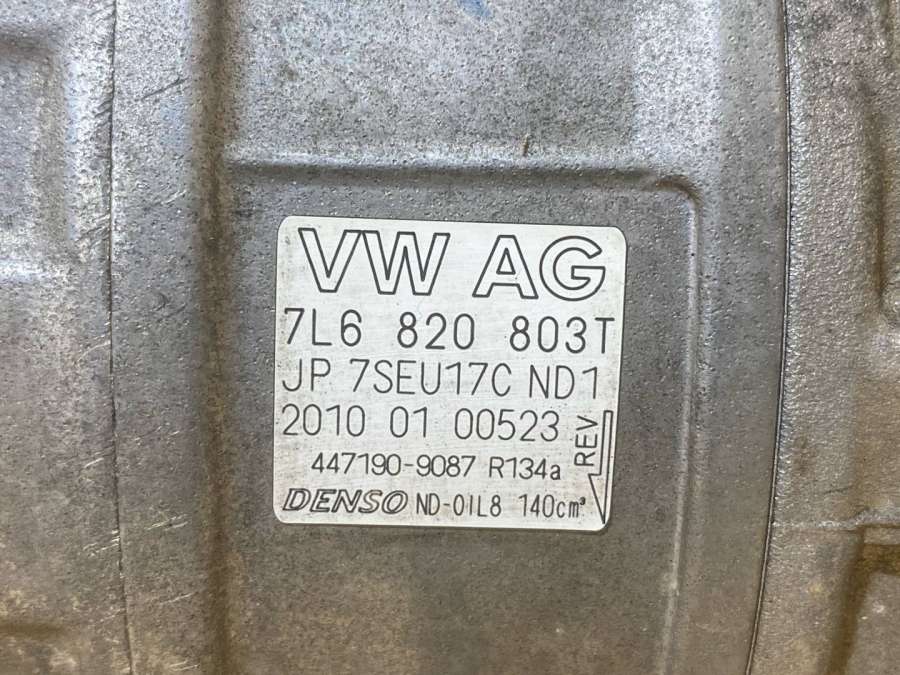 VW AG
7L6 820 803T
JP 7SEU17C ND1
2010 01 00523
REV
447190-9087 R134a
DENSO ND-OIL8 140cm³